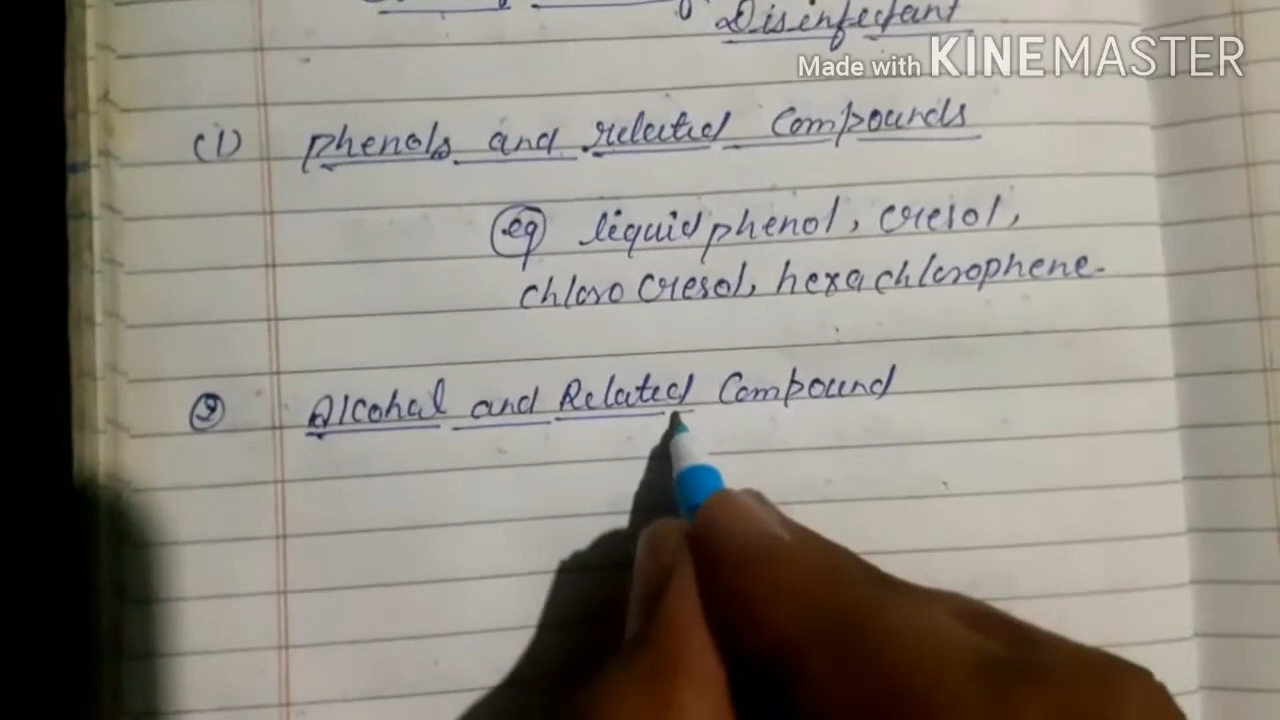 Disinfectant
Made with KINEMASTER
(1) phenols and related Compounds
eg liquid phenol, cresol,
chloro cresol, hexachlorophene.
2 Alcohal and Related Compound